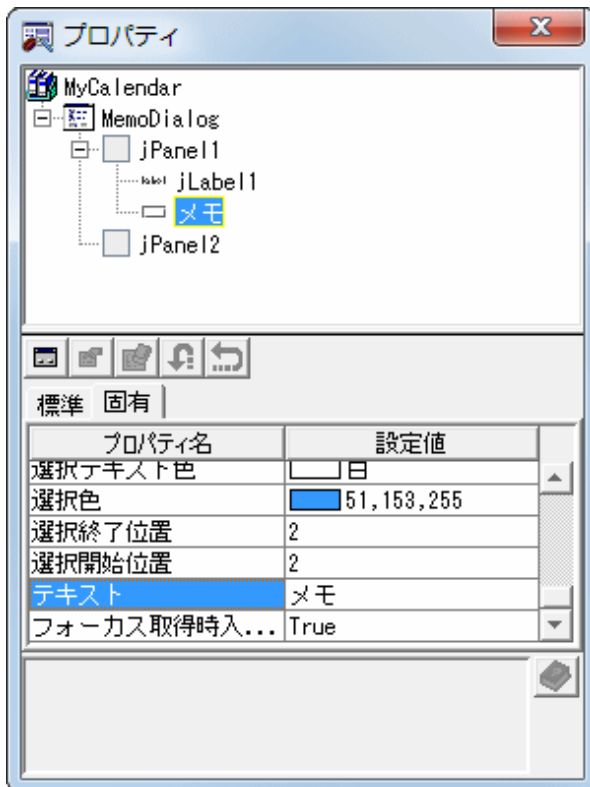 プロパティ
MyCalendar
MemoDialog
jPanel1
label jLabel1
メモ
jPanel2
標準 固有
プロパティ名 設定値
選択テキスト色 白
選択色 51,153,255
選択終了位置 2
選択開始位置 2
テキスト メモ
フォーカス取得時入... True